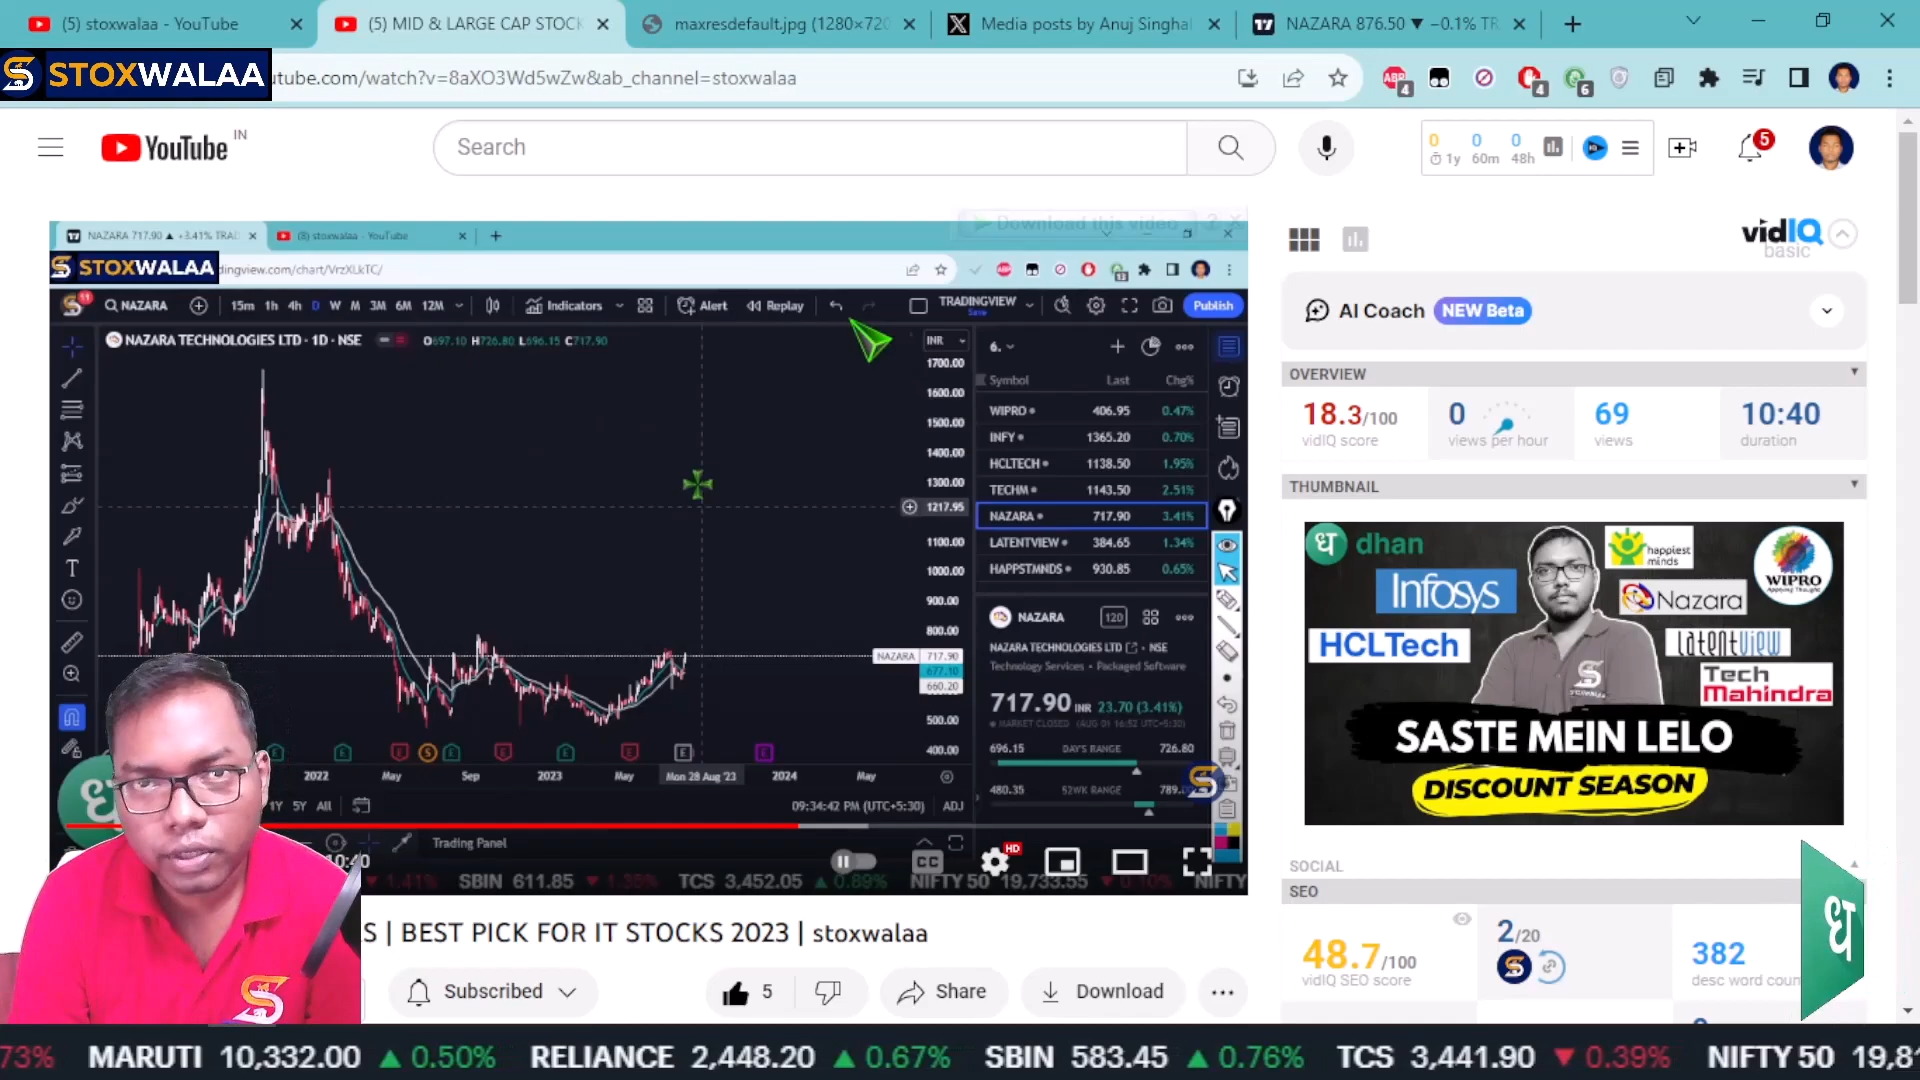 (5) stoxwalaa - YouTube
(5) MID & LARGE CAP STOCK
maxresdefault.jpg (1280×720
Media posts by Anuj Singhal
NAZARA 876.50 ▼ −0.1% TR
STOXWALAA
utube.com/watch?v=8aXO3Wd5wZw&ab_channel=stoxwalaa
YouTube IN
Search
0 0 0
1y 60m 48h
5
Download this video
NAZARA 717.90 ▲ +3.41% TRAD
(8) stoxwalaa - YouTube
STOXWALAA
dingview.com/chart/VrzXLkTC/
NAZARA
15m 1h 4h D W M 3M 6M 12M
Indicators
Alert
Replay
TRADINGVIEW
Save
Publish
NAZARA TECHNOLOGIES LTD · 1D · NSE
O697.10 H726.80 L696.15 C717.90
INR
1700.00
1600.00
1500.00
1400.00
1300.00
1217.95
1100.00
1000.00
900.00
800.00
NAZARA 717.90
677.10
660.20
500.00
400.00
6.
Symbol Last Chg%
WIPRO 406.95 0.47%
INFY 1365.20 0.70%
HCLTECH 1138.50 1.95%
TECHM 1143.50 2.51%
NAZARA 717.90 3.41%
LATENTVIEW 384.65 1.34%
HAPPSTMNDS 930.85 0.65%
NAZARA
120
NAZARA TECHNOLOGIES LTD · NSE
Technology Services • Packaged Software
717.90 INR 23.70 (3.41%)
MARKET CLOSED (AUG 01 16:52 UTC+5:30)
696.15 DAY'S RANGE 726.80
480.35 52WK RANGE 789.
2022 May Sep 2023 May Mon 28 Aug '23 2024 May
1Y 5Y All
09:34:42 PM (UTC+5:30) ADJ
Trading Panel
10:40
CC
HD
1.41% SBIN 611.85 ▼ 1.35% TCS 3,452.05 ▲ 0.89% NIFTY 50 19,733.55 ▼ 0.10% NIFTY
S | BEST PICK FOR IT STOCKS 2023 | stoxwalaa
Subscribed
5
Share
Download
vidIQ
basic
AI Coach NEW Beta
OVERVIEW
18.3/100 0 69 10:40
vidIQ score views per hour views duration
THUMBNAIL
ध dhan
happiest
minds
WIPRO
Infosys
Nazara
HCLTech
LatentView
Tech
Mahindra
SASTE MEIN LELO
DISCOUNT SEASON
SOCIAL
SEO
48.7/100
vidIQ SEO score
2/20
382
desc word coun
ध
73% MARUTI 10,332.00 ▲ 0.50% RELIANCE 2,448.20 ▲ 0.67% SBIN 583.45 ▲ 0.76% TCS 3,441.90 ▼ 0.39% NIFTY 50 19,8